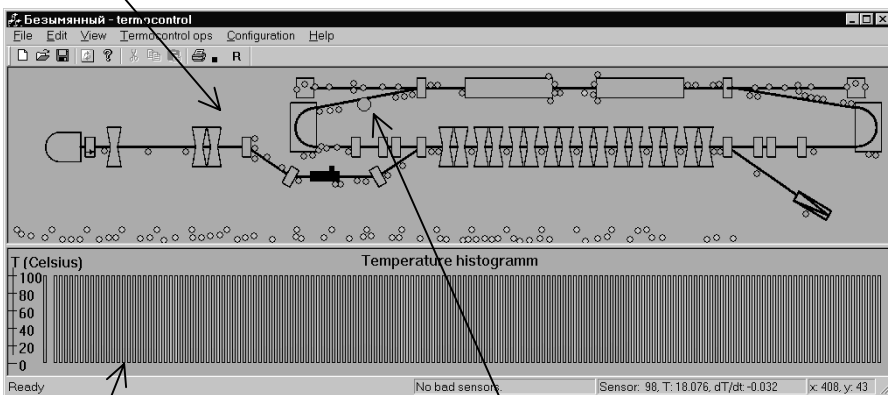 Безымянный - termocontrol
File Edit View Termocontrol ops Configuration Help
R
T (Celsius) Temperature histogramm
100
60
40
20
0
Ready No bad sensors. Sensor: 98, T: 18.076, dT/dt: -0.032 x: 408, y: 43